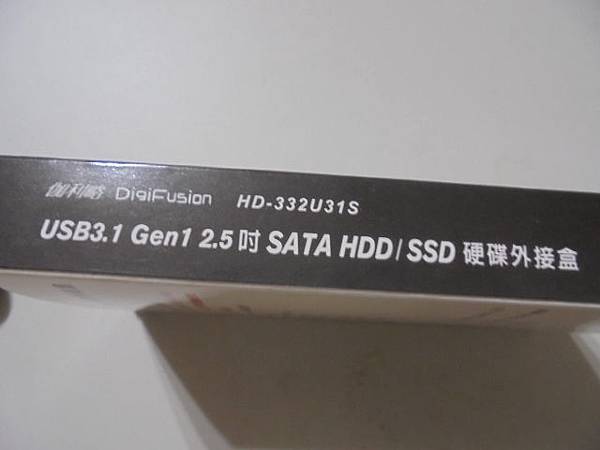 伽利略 DigiFusion HD-332U31S
USB3.1 Gen1 2.5吋 SATA HDD/SSD 硬碟外接盒